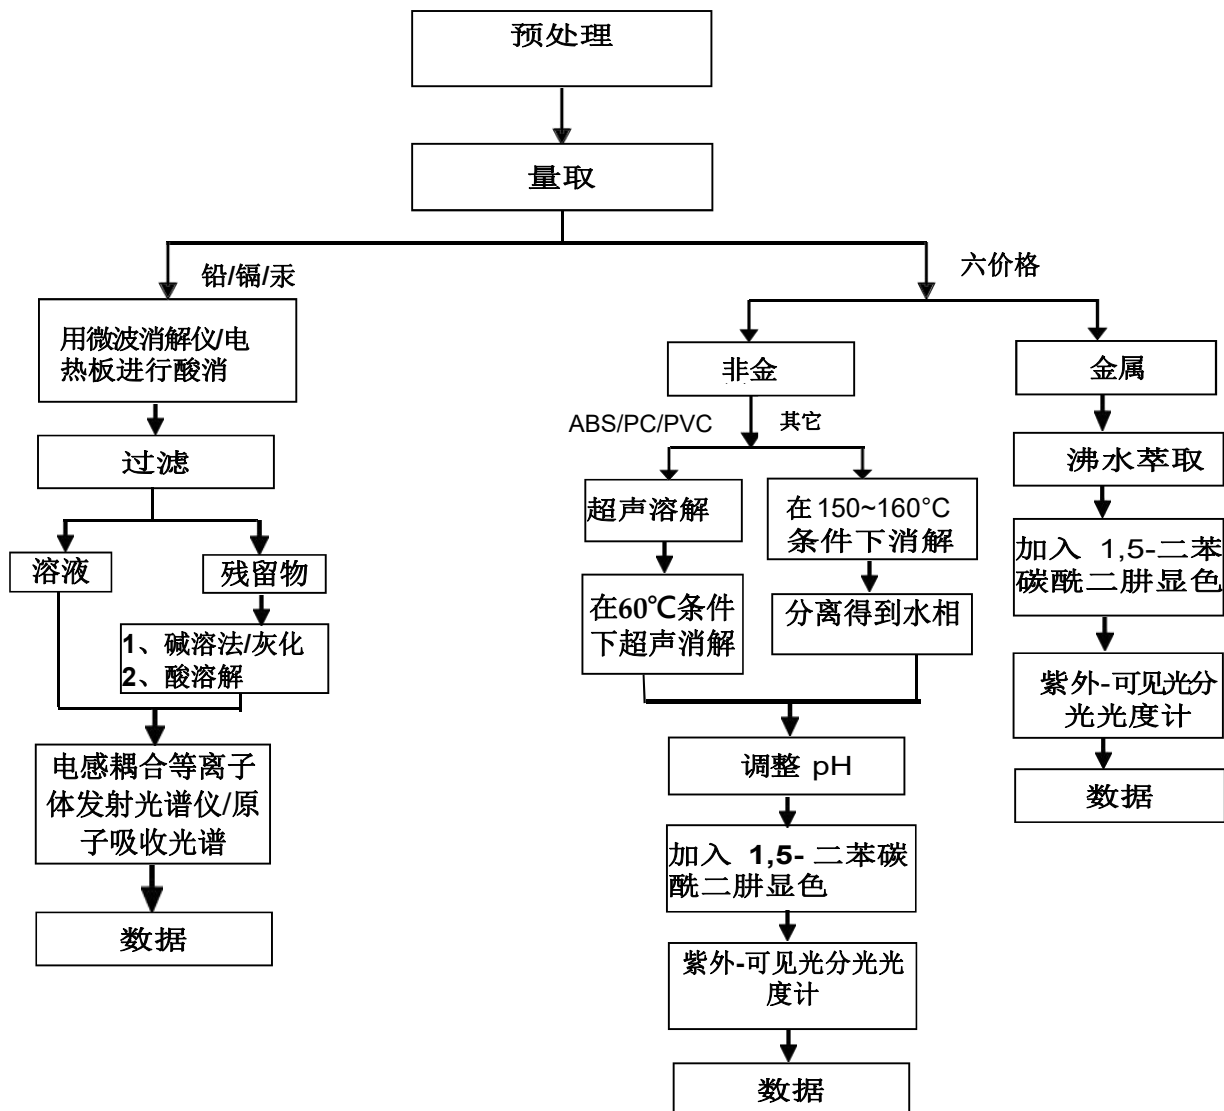 预处理
量取
铅/镉/汞
六价格
用微波消解仪/电
热板进行酸消
过滤
溶液
残留物
1、碱溶法/灰化
2、酸溶解
电感耦合等离子
体发射光谱仪/原
子吸收光谱
数据
非金
ABS/PC/PVC
其它
超声溶解
在60℃条件
下超声消解
在150~160°C
条件下消解
分离得到水相
调整 pH
加入 1,5- 二苯碳
酰二肼显色
紫外-可见光分光光
度计
数据
金属
沸水萃取
加入 1,5-二苯
碳酰二肼显色
紫外-可见光分
光光度计
数据